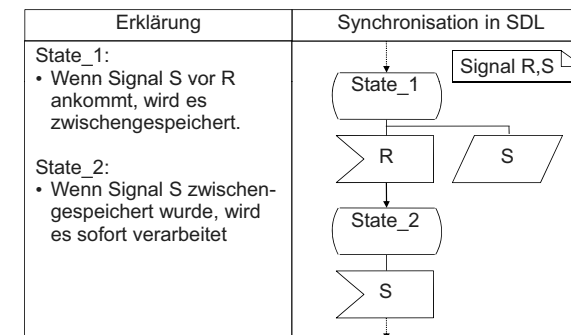 Erklärung
Synchronisation in SDL
State_1:
• Wenn Signal S vor R
ankommt, wird es
zwischengespeichert.
State_2:
• Wenn Signal S zwischen-
gespeichert wurde, wird
es sofort verarbeitet
Signal R,S
State_1
R
S
State_2
S